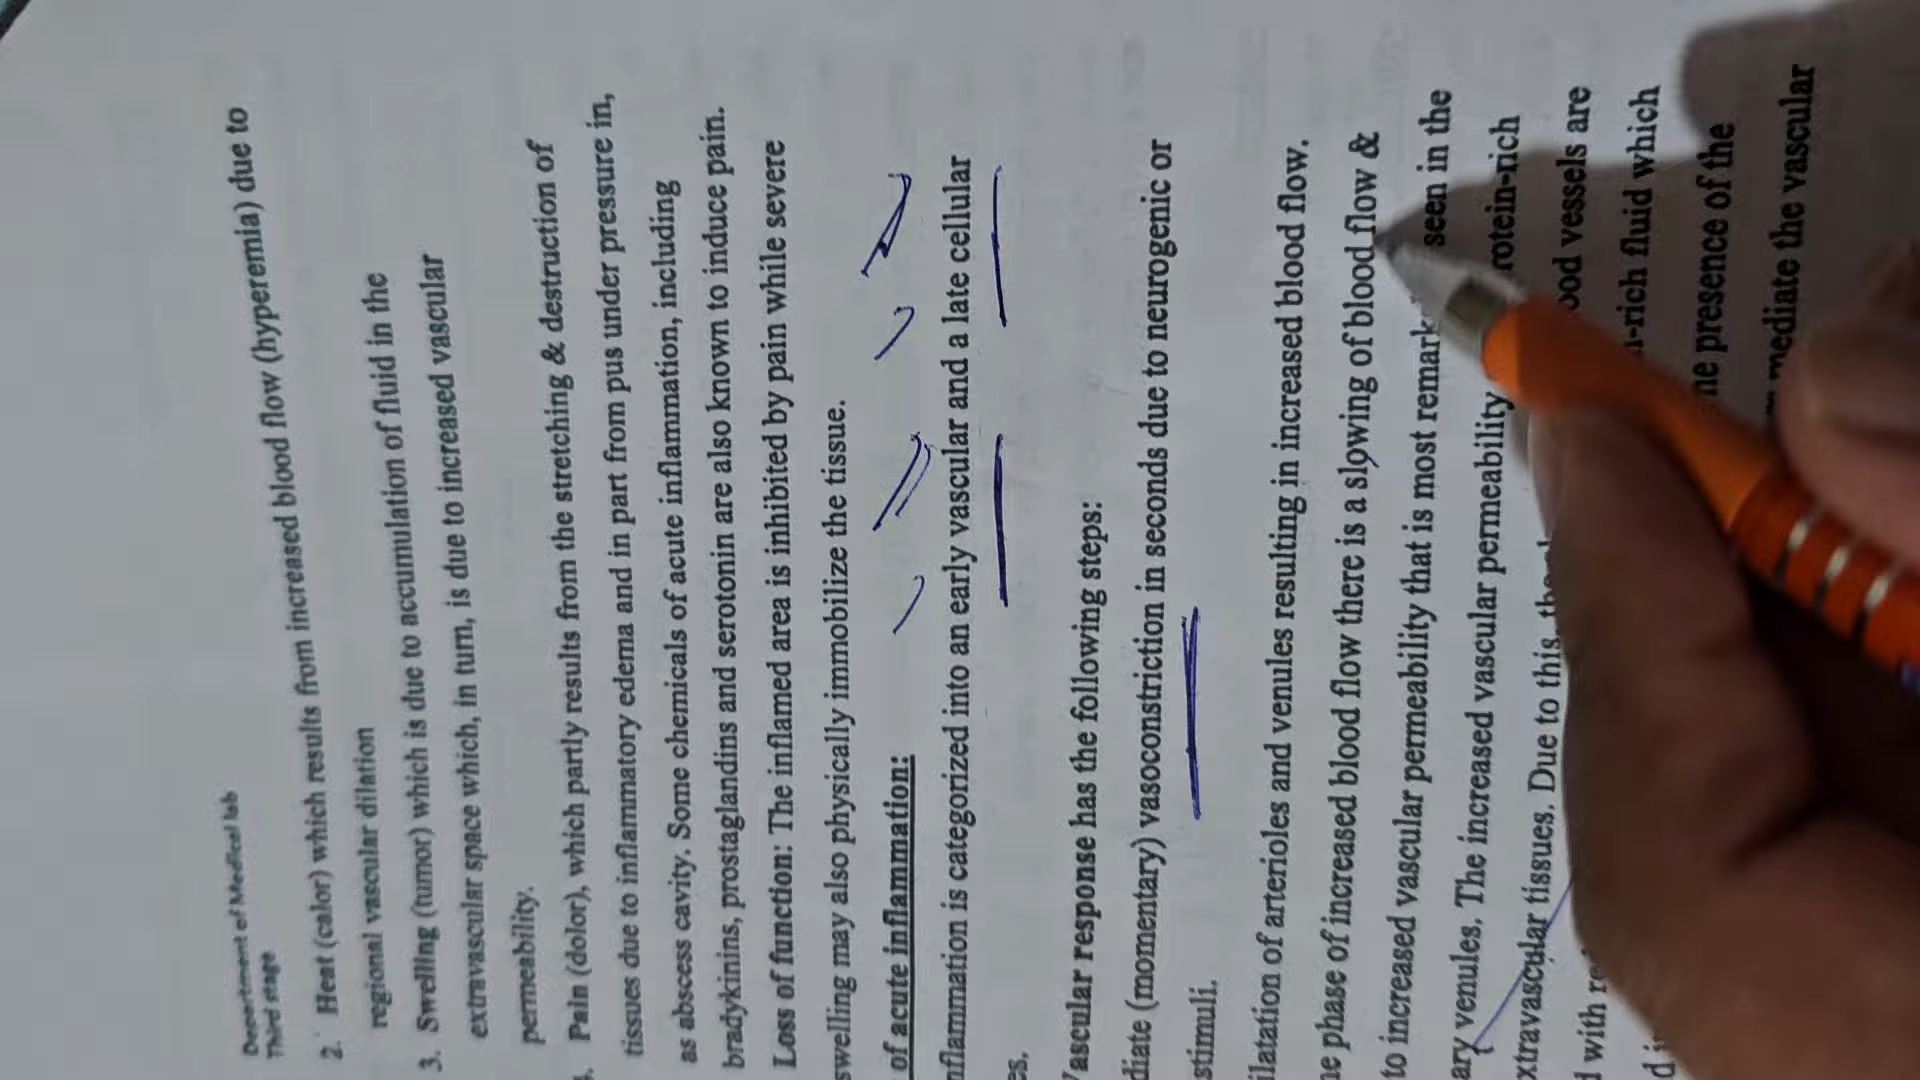 Department of Medical lab
Third stage
2. Heat (calor) which results from increased blood flow (hyperemia) due to
regional vascular dilation
3. Swelling (tumor) which is due to accumulation of fluid in the
extravascular space which, in turn, is due to increased vascular
permeability.
Pain (dolor), which partly results from the stretching & destruction of
tissues due to inflammatory edema and in part from pus under pressure in,
as abscess cavity. Some chemicals of acute inflammation, including
bradykinins, prostaglandins and serotonin are also known to induce pain.
Loss of function: The inflamed area is inhibited by pain while severe
swelling may also physically immobilize the tissue.
of acute inflammation:
nflammation is categorized into an early vascular and a late cellular
es.
ascular response has the following steps:
diate (momentary) vasoconstriction in seconds due to neurogenic or
stimuli.
ilatation of arterioles and venules resulting in increased blood flow.
he phase of increased blood flow there is a slowing of blood flow &
to increased vascular permeability that is most remark seen in the
ary venules. The increased vascular permeability rotein-rich
xtravascular tissues. Due to this, ood vessels are
d with -rich fluid which
he presence of the
mediate the vascular